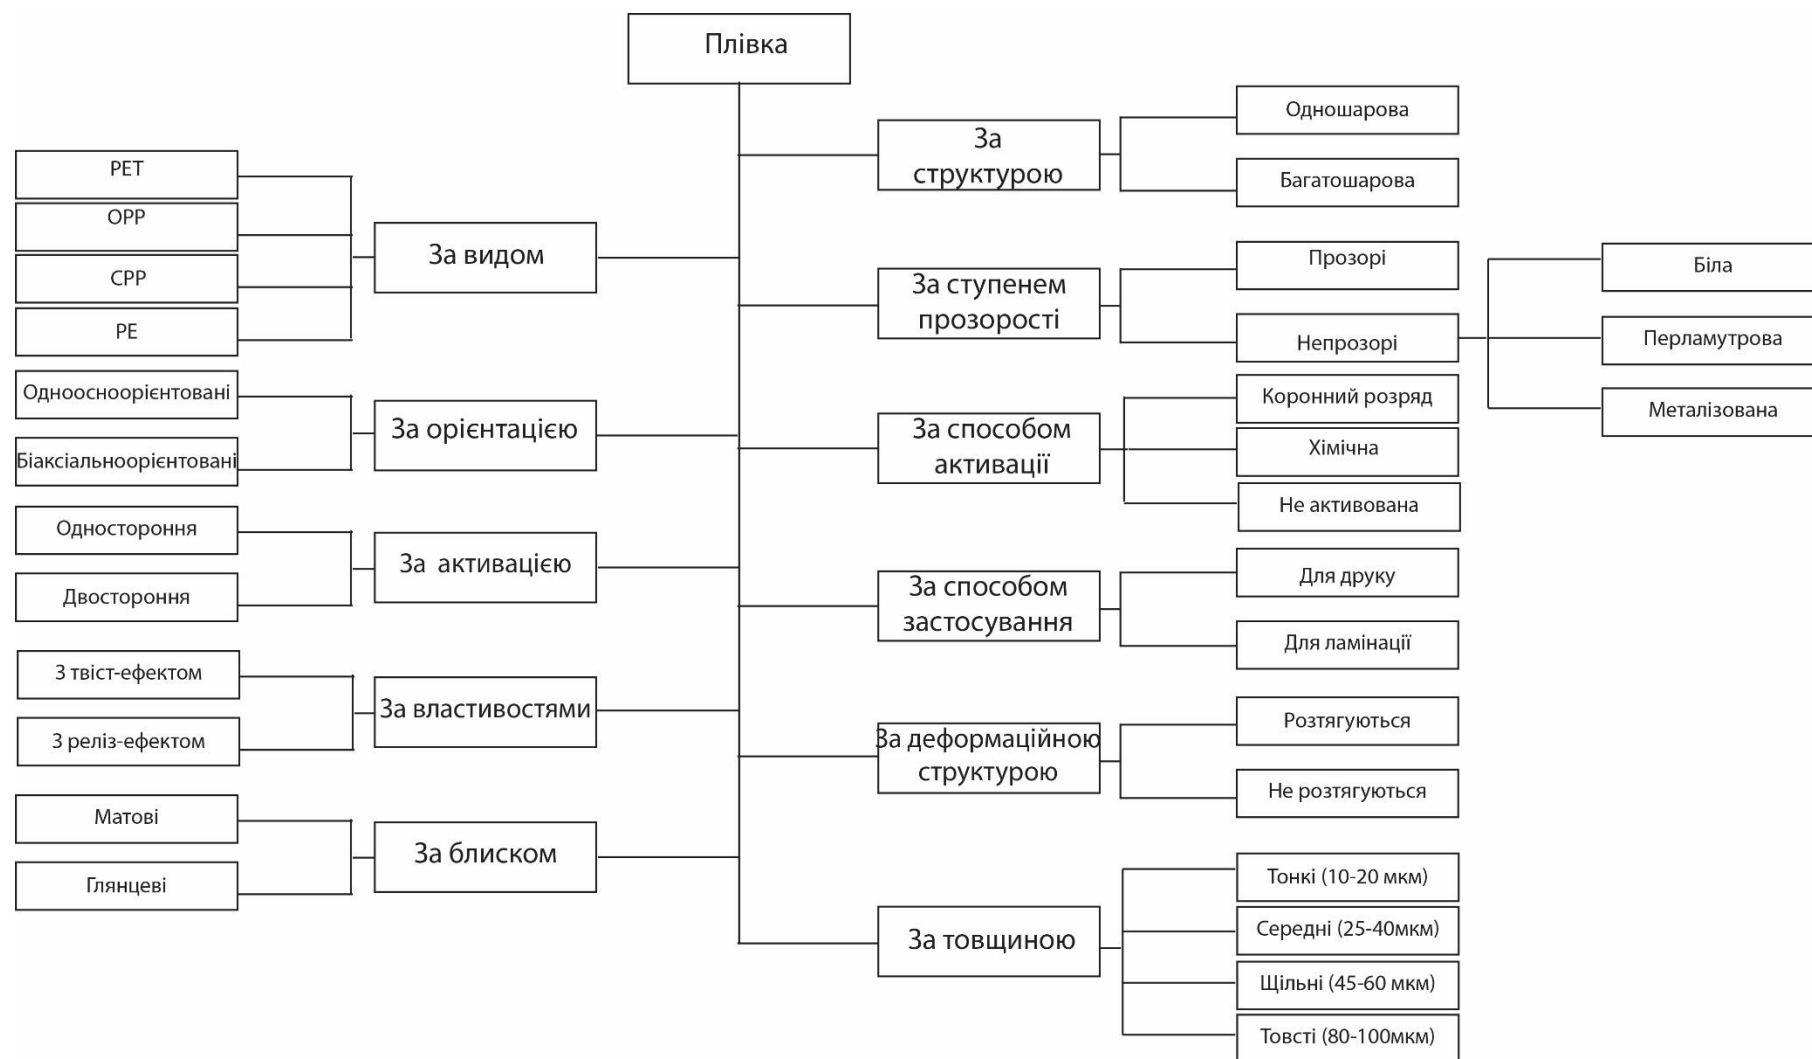 Плівка
PET
OPP
CPP
PE
За видом
Одноосноорієнтовані
Біаксіальноорієнтовані
За орієнтацією
Одностороння
Двостороння
За активацією
З твіст-ефектом
З реліз-ефектом
За властивостями
Матові
Глянцеві
За блиском
За
структурою
Одношарова
Багатошарова
За ступенем
прозорості
Прозорі
Непрозорі
Біла
Перламутрова
Металізована
За способом
активації
Коронний розряд
Хімічна
Не активована
За способом
застосування
Для друку
Для ламінації
За деформаційною
структурою
Розтягуються
Не розтягуються
За товщиною
Тонкі (10-20 мкм)
Середні (25-40мкм)
Щільні (45-60 мкм)
Товсті (80-100мкм)